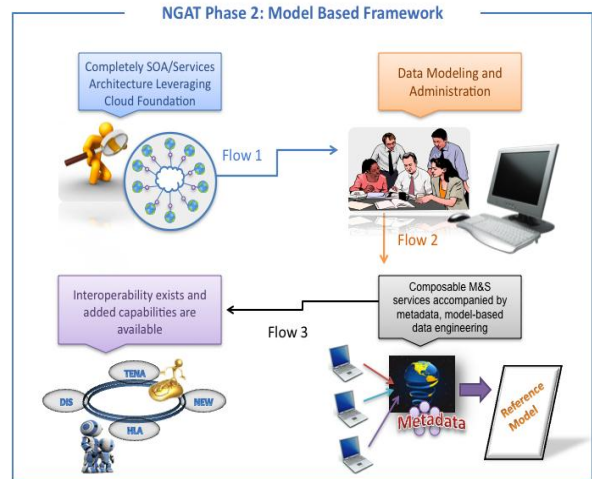 NGAT Phase 2: Model Based Framework
Completely SOA/Services
Architecture Leveraging
Cloud Foundation
Data Modeling and
Administration
Flow 1
Flow 2
Interoperability exists and
added capabilities are
available
Composable M&S
services accompanied by
metadata, model-based
data engineering
Flow 3
TENA
DIS
NEW
HLA
Metadata
Reference
Model